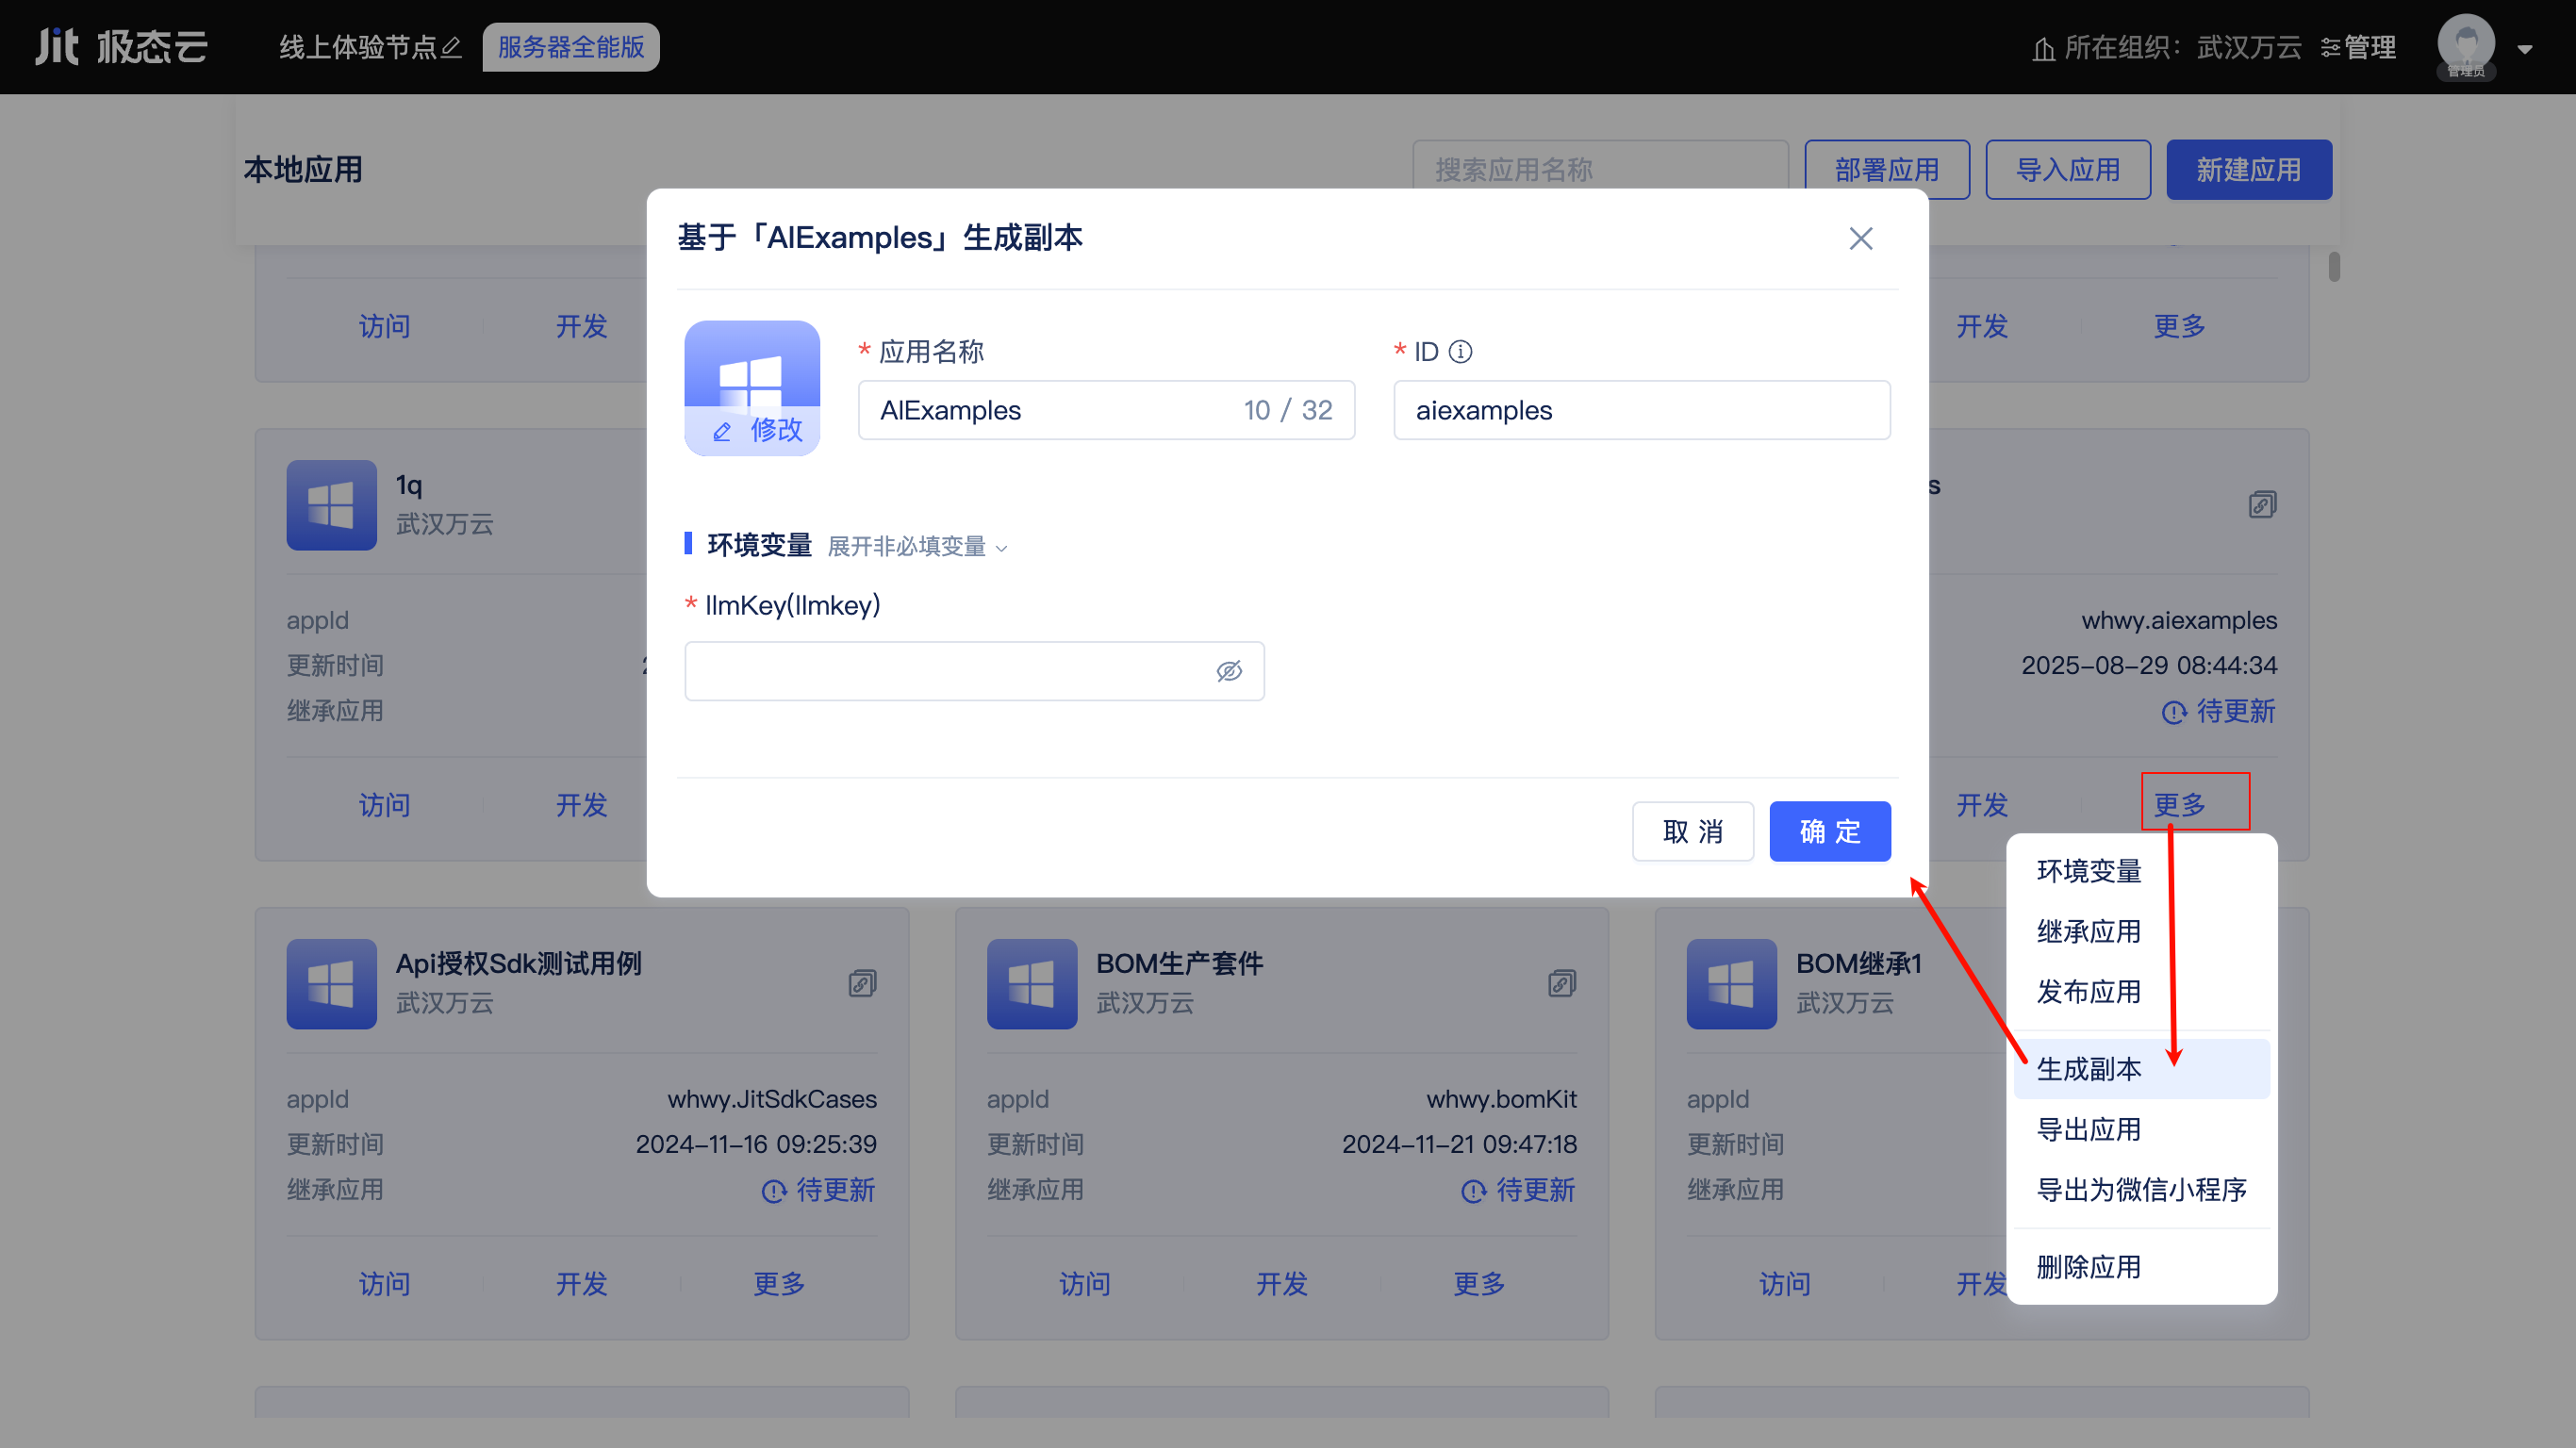 Jit 极态云
线上体验节点
服务器全能版
所在组织：武汉万云
管理
管理员
本地应用
搜索应用名称
部署应用
导入应用
新建应用
访问
开发
开发
更多
基于「AIExamples」生成副本
修改
* 应用名称
AIExamples
10 / 32
* ID
aiexamples
环境变量
展开非必填变量
* llmKey(llmkey)
取 消
确 定
1q
武汉万云
appId
更新时间
继承应用
访问
开发
s
whwy.aiexamples
2025-08-29 08:44:34
待更新
开发
更多
环境变量
继承应用
发布应用
生成副本
导出应用
导出为微信小程序
删除应用
Api授权Sdk测试用例
武汉万云
appId
whwy.JitSdkCases
更新时间
2024-11-16 09:25:39
继承应用
待更新
访问
开发
更多
BOM生产套件
武汉万云
appId
whwy.bomKit
更新时间
2024-11-21 09:47:18
继承应用
待更新
访问
开发
更多
BOM继承1
武汉万云
appId
更新时间
继承应用
访问
开发